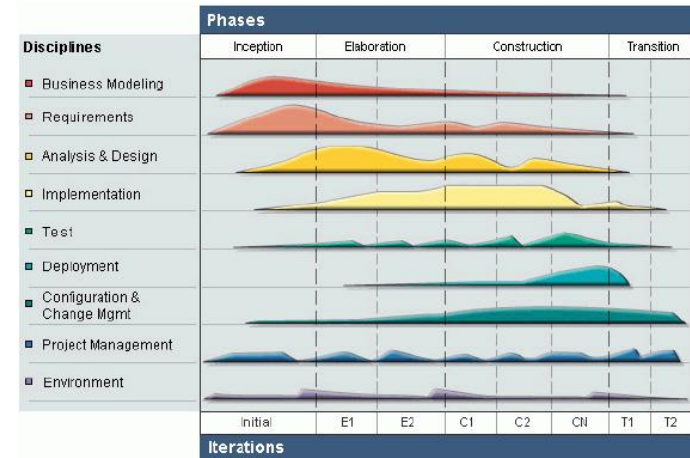 Phases
Disciplines
Inception Elaboration Construction Transition
Business Modeling
Requirements
Analysis & Design
Implementation
Test
Deployment
Configuration &
Change Mgmt
Project Management
Environment
Initial E1 E2 C1 C2 CN T1 T2
Iterations